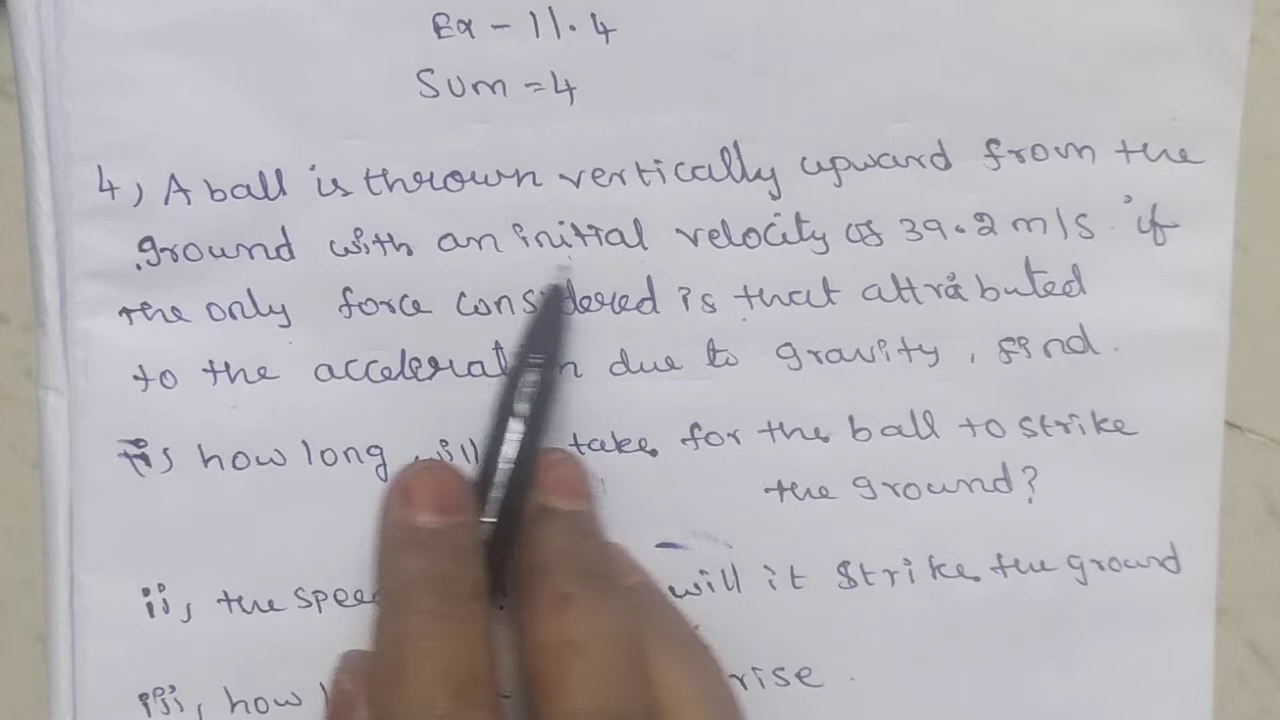 Ex - 11.4
Sum = 4
4) A ball is thrown vertically upward from the
ground with an initial velocity of 39.2 m/s. if
the only force considered is that attributed
to the due to gravity, find.
is how long take for the ball to strike
the ground?
ii, the will it strike the ground
iii, how rise.